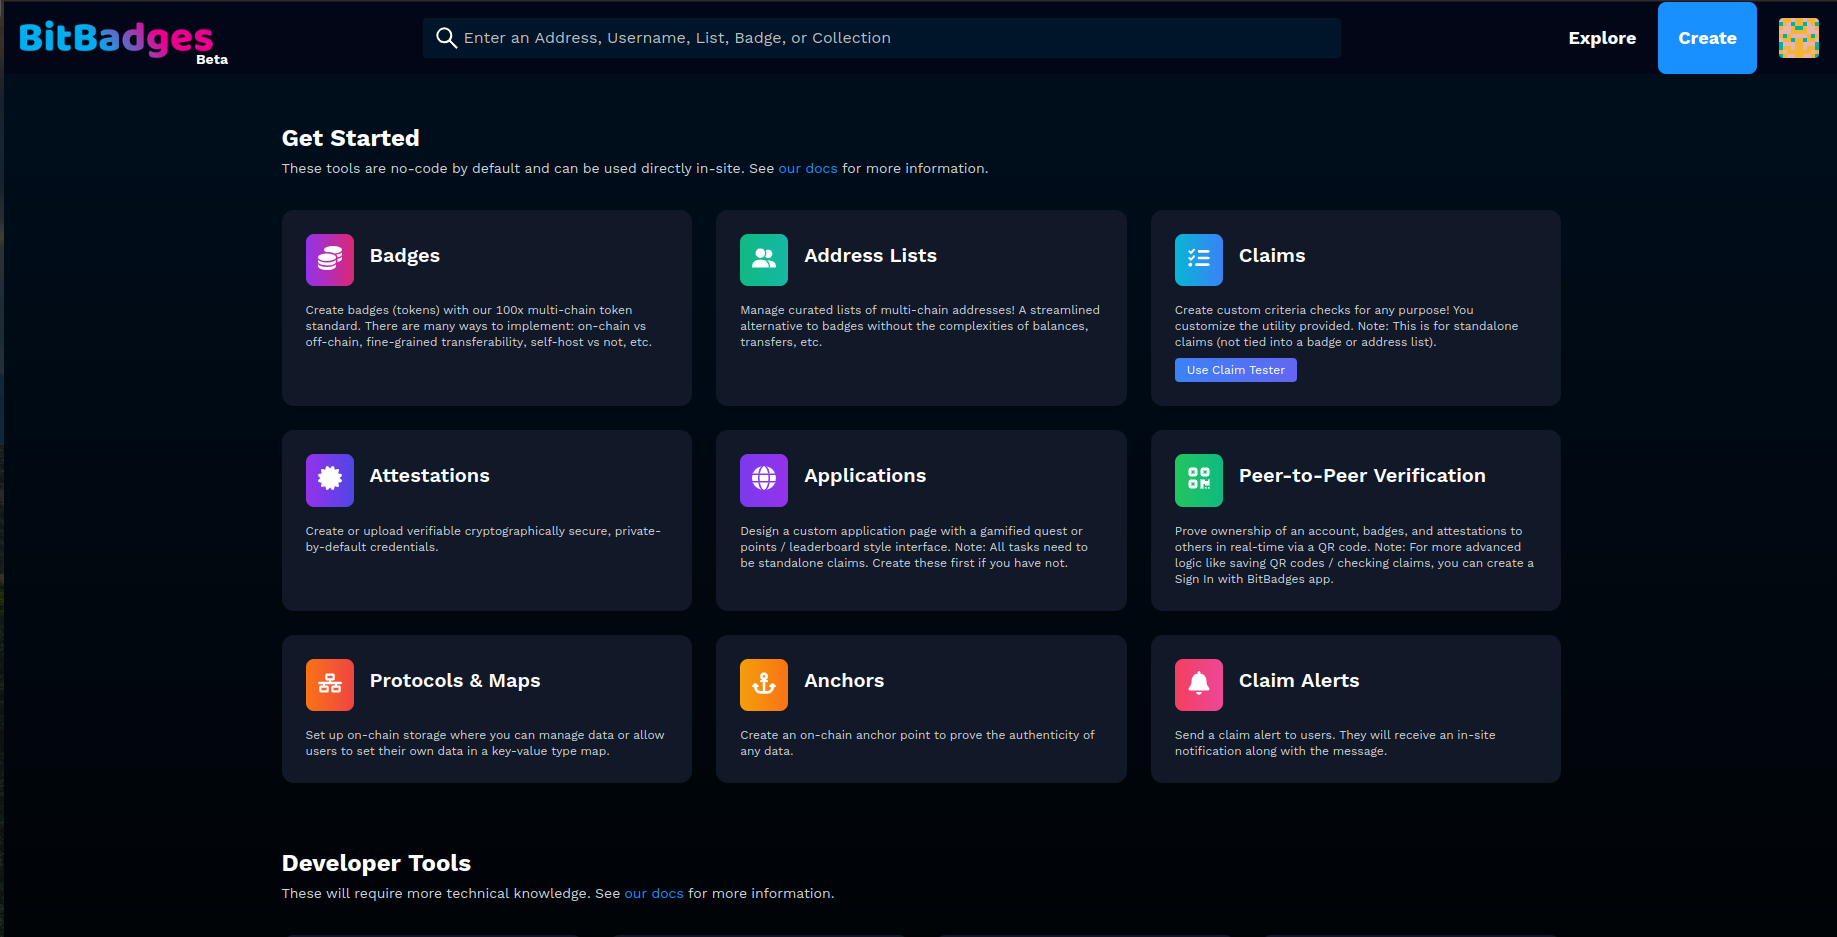 BitBadges
Beta
Enter an Address, Username, List, Badge, or Collection
Explore
Create
Get Started
These tools are no-code by default and can be used directly in-site. See our docs for more information.
Badges
Create badges (tokens) with our 100x multi-chain token
standard. There are many ways to implement: on-chain vs
off-chain, fine-grained transferability, self-host vs not, etc.
Address Lists
Manage curated lists of multi-chain addresses! A streamlined
alternative to badges without the complexities of balances,
transfers, etc.
Claims
Create custom criteria checks for any purpose! You
customize the utility provided. Note: This is for standalone
claims (not tied into a badge or address list).
Use Claim Tester
Attestations
Create or upload verifiable cryptographically secure, private-
by-default credentials.
Applications
Design a custom application page with a gamified quest or
points / leaderboard style interface. Note: All tasks need to
be standalone claims. Create these first if you have not.
Peer-to-Peer Verification
Prove ownership of an account, badges, and attestations to
others in real-time via a QR code. Note: For more advanced
logic like saving QR codes / checking claims, you can create a
Sign In with BitBadges app.
Protocols & Maps
Set up on-chain storage where you can manage data or allow
users to set their own data in a key-value type map.
Anchors
Create an on-chain anchor point to prove the authenticity of
any data.
Claim Alerts
Send a claim alert to users. They will receive an in-site
notification along with the message.
Developer Tools
These will require more technical knowledge. See our docs for more information.